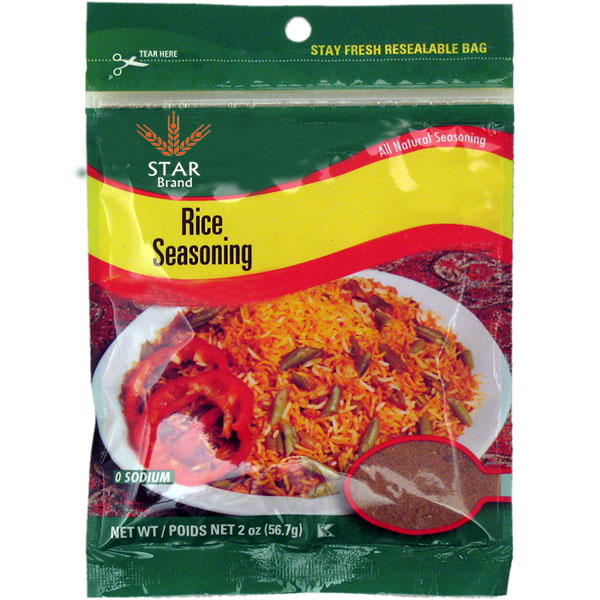 TEAR HERE
STAY FRESH RESEALABLE BAG
All Natural Seasoning
STAR
Brand
Rice
Seasoning
0 SODIUM
NET WT / POIDS NET 2 oz (56.7g) K